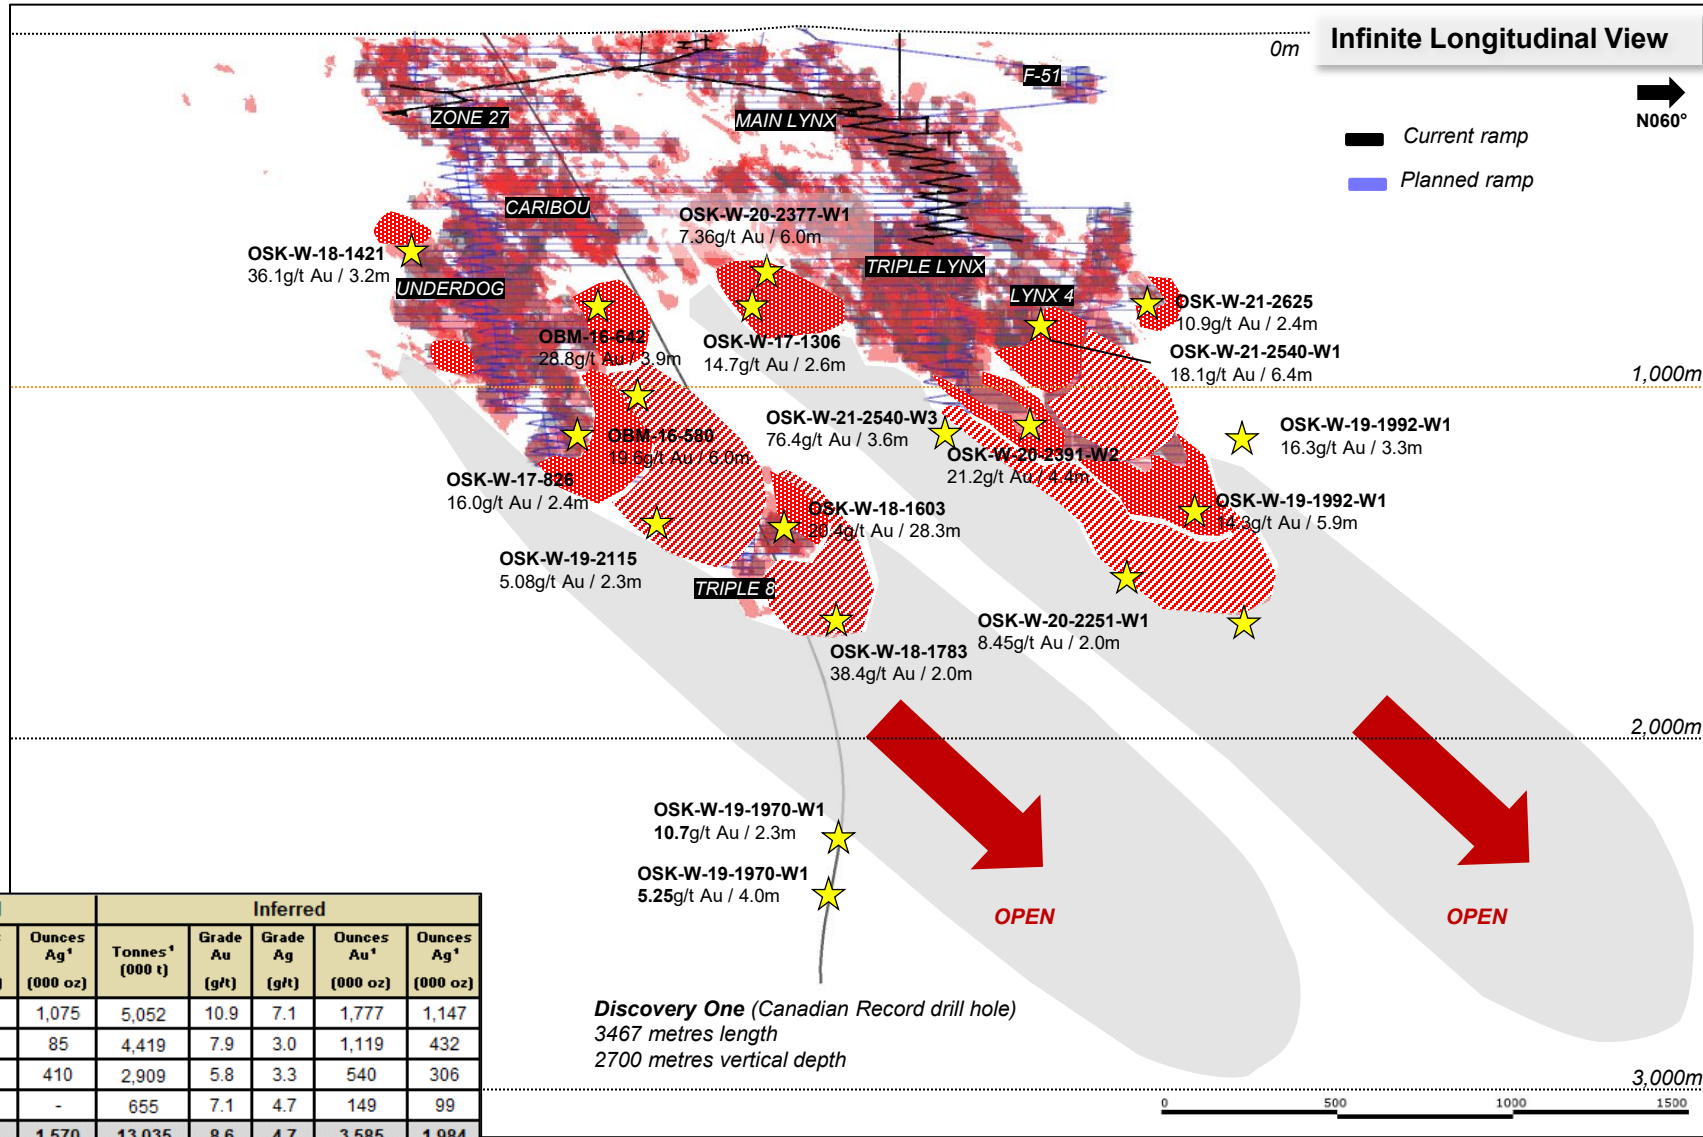 Infinite Longitudinal View
0m
N060°
Current ramp
Planned ramp
F-51
ZONE 27
MAIN LYNX
CARIBOU
OSK-W-20-2377-W1
7.36g/t Au / 6.0m
OSK-W-18-1421
36.1g/t Au / 3.2m
UNDERDOG
TRIPLE LYNX
LYNX 4
OSK-W-21-2625
10.9g/t Au / 2.4m
OBM-16-642
28.8g/t Au / 3.9m
OSK-W-17-1306
14.7g/t Au / 2.6m
OSK-W-21-2540-W1
18.1g/t Au / 6.4m
1,000m
OSK-W-21-2540-W3
76.4g/t Au / 3.6m
OSK-W-19-1992-W1
16.3g/t Au / 3.3m
OBM-16-580
19.6g/t Au / 6.0m
OSK-W-20-2391-W2
21.2g/t Au / 4.4m
OSK-W-17-826
16.0g/t Au / 2.4m
OSK-W-18-1603
20.4g/t Au / 28.3m
OSK-W-19-1992-W1
14.3g/t Au / 5.9m
OSK-W-19-2115
5.08g/t Au / 2.3m
TRIPLE 8
OSK-W-20-2251-W1
8.45g/t Au / 2.0m
OSK-W-18-1783
38.4g/t Au / 2.0m
2,000m
OSK-W-19-1970-W1
10.7g/t Au / 2.3m
OSK-W-19-1970-W1
5.25g/t Au / 4.0m
OPEN
OPEN
Discovery One (Canadian Record drill hole)
3467 metres length
2700 metres vertical depth
3,000m
0 500 1000 1500
Inferred
Ounces Ag¹ (000 oz) Tonnes¹ (000 t) Grade Au (g/t) Grade Ag (g/t) Ounces Au¹ (000 oz) Ounces Ag¹ (000 oz)
1,075 5,052 10.9 7.1 1,777 1,147
85 4,419 7.9 3.0 1,119 432
410 2,909 5.8 3.3 540 306
- 655 7.1 4.7 149 99
1,570 13,035 8.6 4.7 3,585 1,984